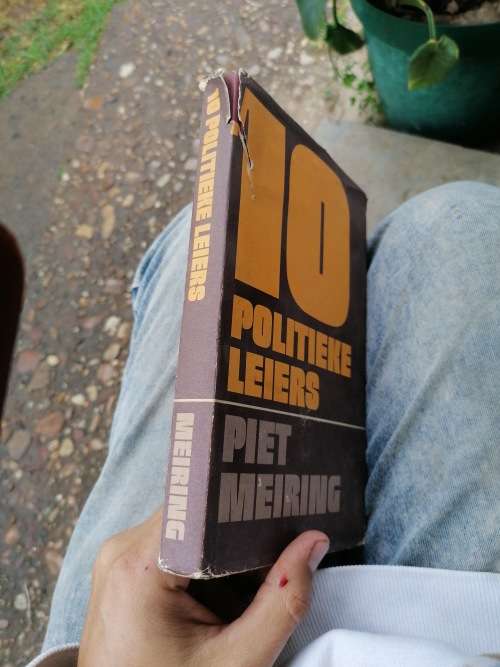 10 POLITIEKE LEIERS
MEIRING
10
POLITIEKE
LEIERS
PIET
MEIRING